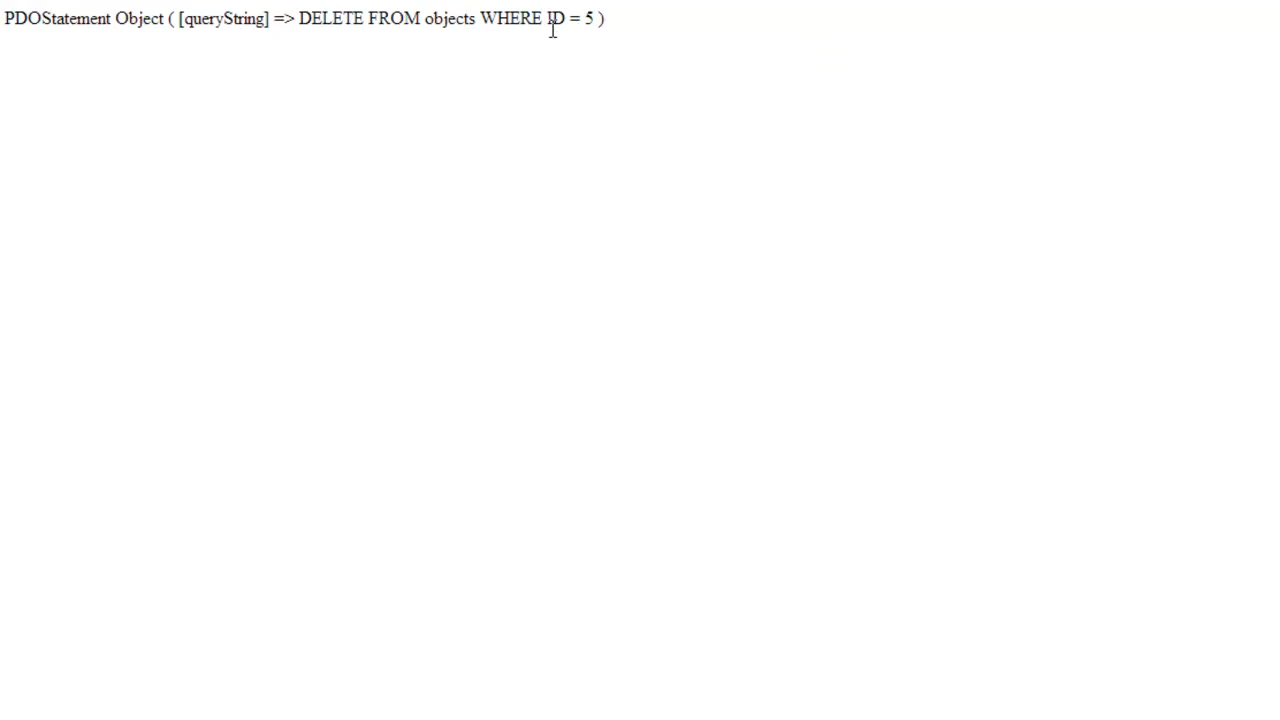 PDOStatement Object ( [queryString] => DELETE FROM objects WHERE ID = 5 )